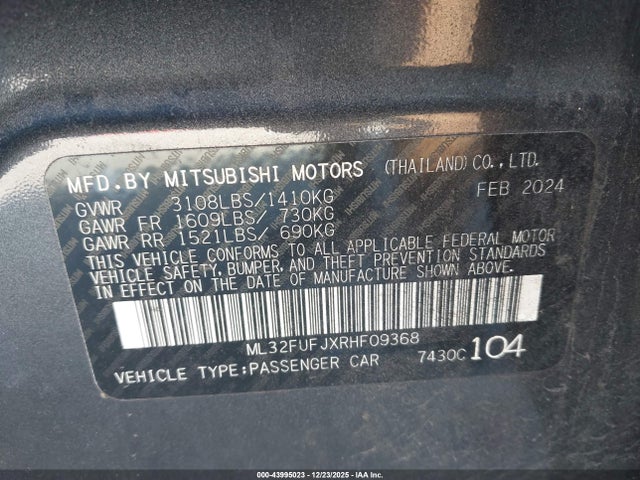 MFD.BY MITSUBISHI MOTORS (THAILAND)CO.,LTD.
GVWR 3108LBS/1410KG FEB 2024
GAWR FR 1609LBS/ 730KG
GAWR RR 1521LBS/ 690KG
THIS VEHICLE CONFORMS TO ALL APPLICABLE FEDERAL MOTOR
VEHICLE SAFETY, BUMPER, AND THEFT PREVENTION STANDARDS
IN EFFECT ON THE DATE OF MANUFACTURE SHOWN ABOVE.
ML32FUFJXRHF09368
VEHICLE TYPE:PASSENGER CAR 7430C 104
000-43995023 - 12/23/2025 - IAA Inc.